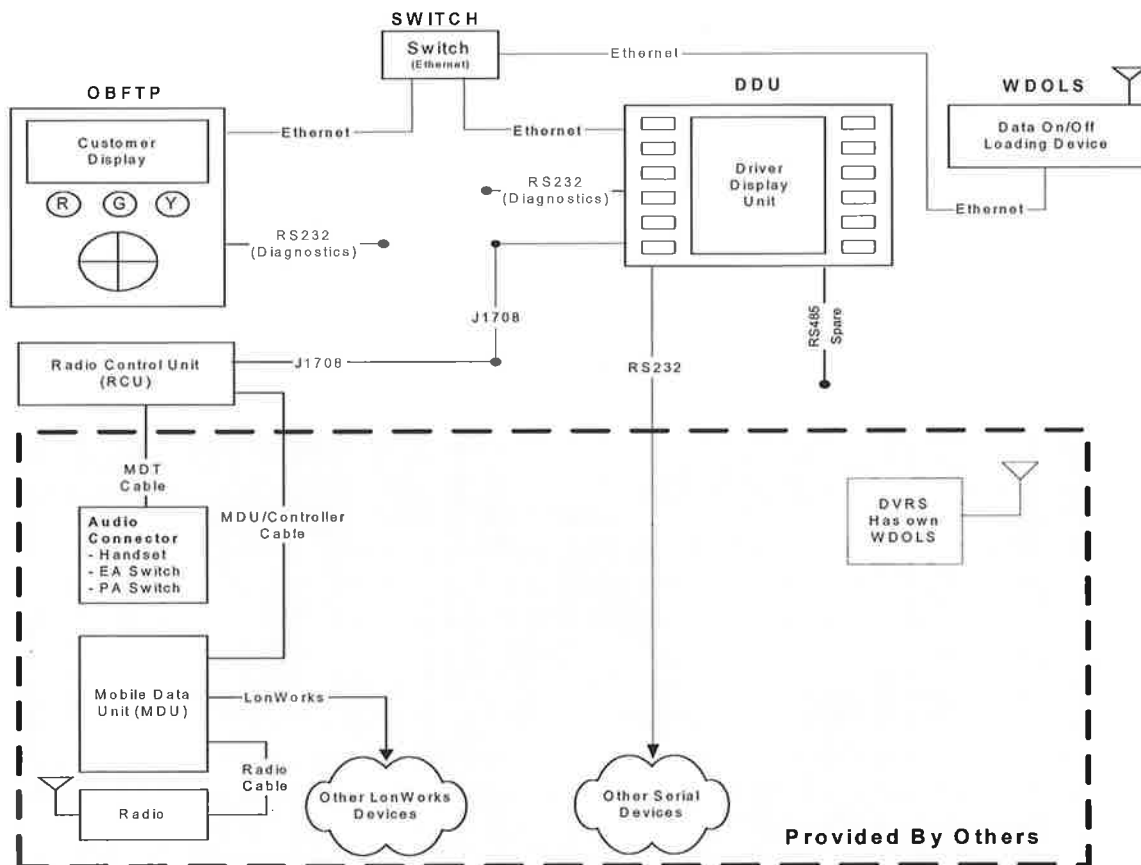 SWITCH
Switch
(Ethernet)
Ethernet
OBFTP
DDU
WDOLS
Customer
Display
R G Y
Ethernet
Ethernet
Driver
Display
Unit
Data On/Off
Loading Device
RS232
(Diagnostics)
Ethernet
RS232
(Diagnostics)
J1708
RS485
Spare
Radio Control Unit
(RCU)
J1708
RS232
MDT
Cable
MDU/Controller
Cable
Audio
Connector
- Handset
- EA Switch
- PA Switch
DVRS
Has own
WDOLS
Mobile Data
Unit (MDU)
LonWorks
Radio
Cable
Radio
Other LonWorks
Devices
Other Serial
Devices
Provided By Others